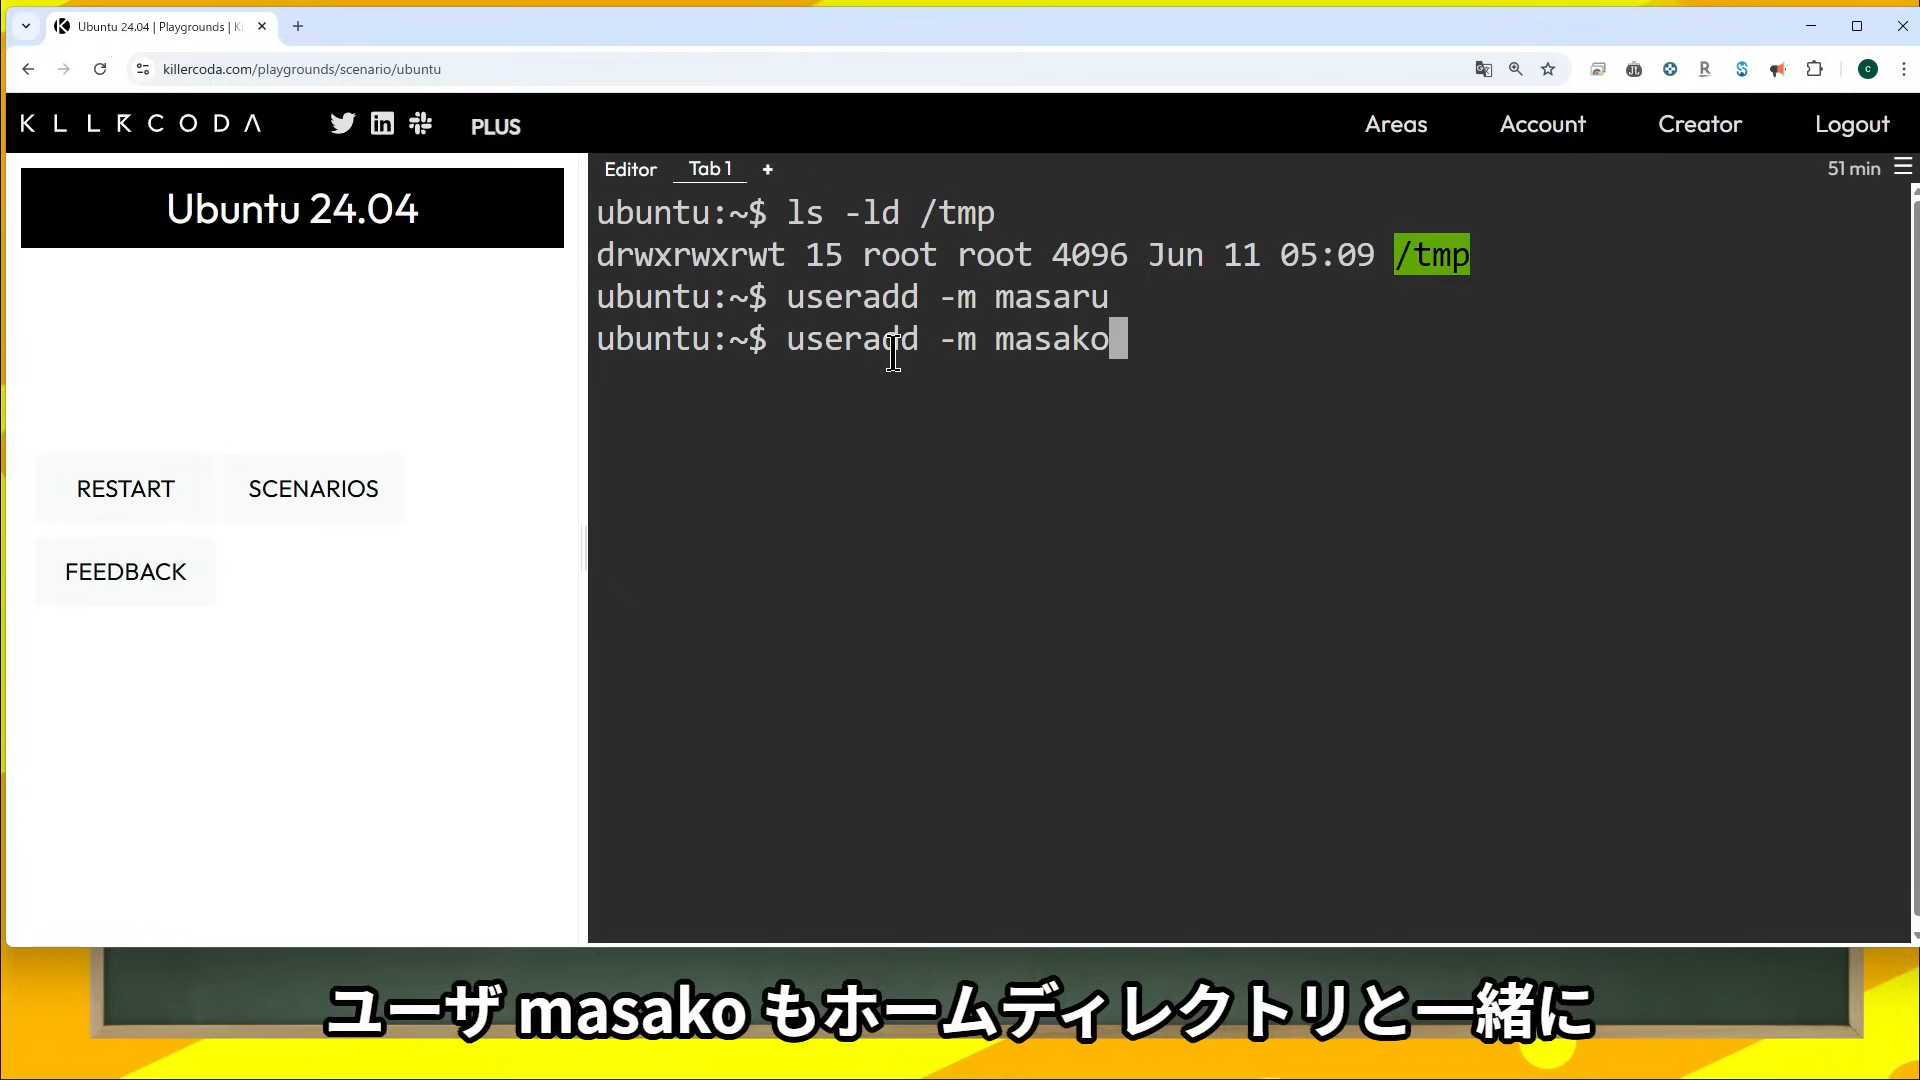 Ubuntu 24.04 | Playgrounds | Ki
killercoda.com/playgrounds/scenario/ubuntu
KLLRCODA
PLUS
Areas
Account
Creator
Logout
Ubuntu 24.04
Editor
Tab 1
51 min
ubuntu:~$ ls -ld /tmp
drwxrwxrwt 15 root root 4096 Jun 11 05:09 /tmp
ubuntu:~$ useradd -m masaru
ubuntu:~$ useradd -m masako
RESTART
SCENARIOS
FEEDBACK
ユーザ masako もホームディレクトリと一緒に